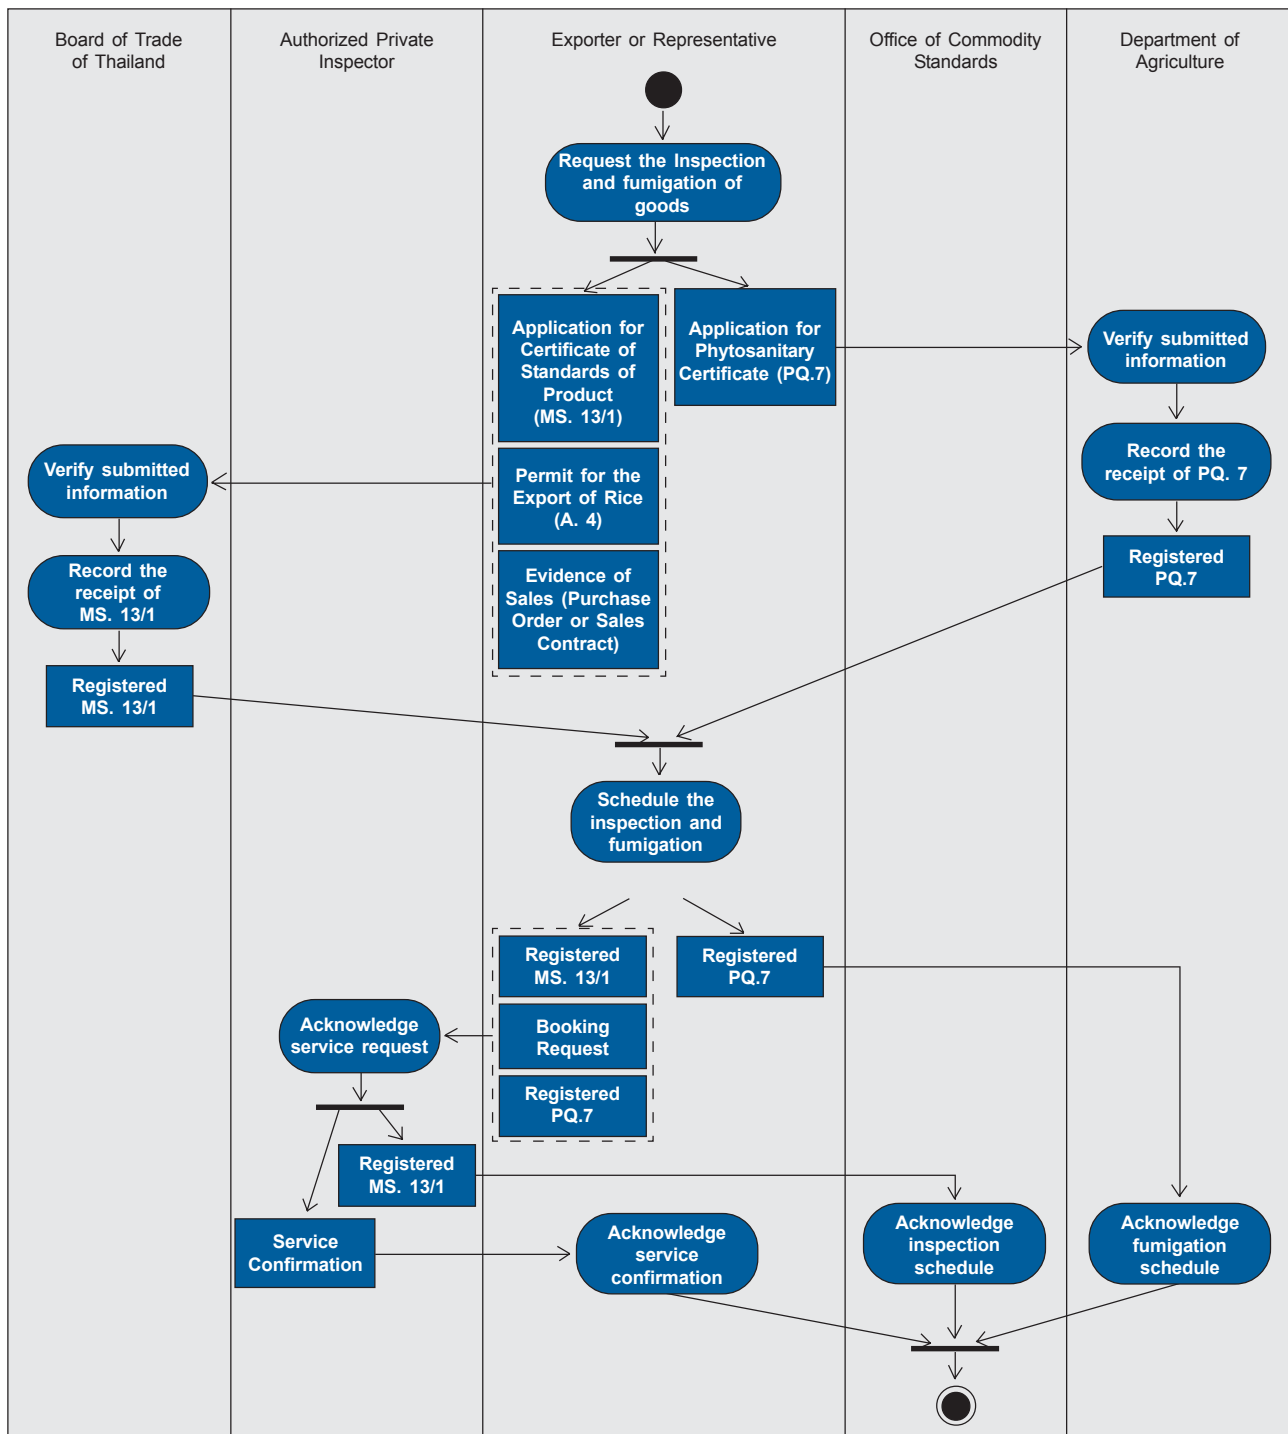 Board of Trade
of Thailand
Authorized Private
Inspector
Exporter or Representative
Office of Commodity
Standards
Department of
Agriculture
Request the Inspection
and fumigation of
goods
Application for
Certificate of
Standards of
Product
(MS. 13/1)
Application for
Phytosanitary
Certificate (PQ.7)
Verify submitted
information
Record the
receipt of PQ. 7
Registered
PQ.7
Permit for the
Export of Rice
(A. 4)
Evidence of
Sales (Purchase
Order or Sales
Contract)
Verify submitted
information
Record the
receipt of
MS. 13/1
Registered
MS. 13/1
Schedule the
inspection and
fumigation
Registered
MS. 13/1
Booking
Request
Registered
PQ.7
Registered
PQ.7
Acknowledge
service request
Registered
MS. 13/1
Service
Confirmation
Acknowledge
service
confirmation
Acknowledge
inspection
schedule
Acknowledge
fumigation
schedule